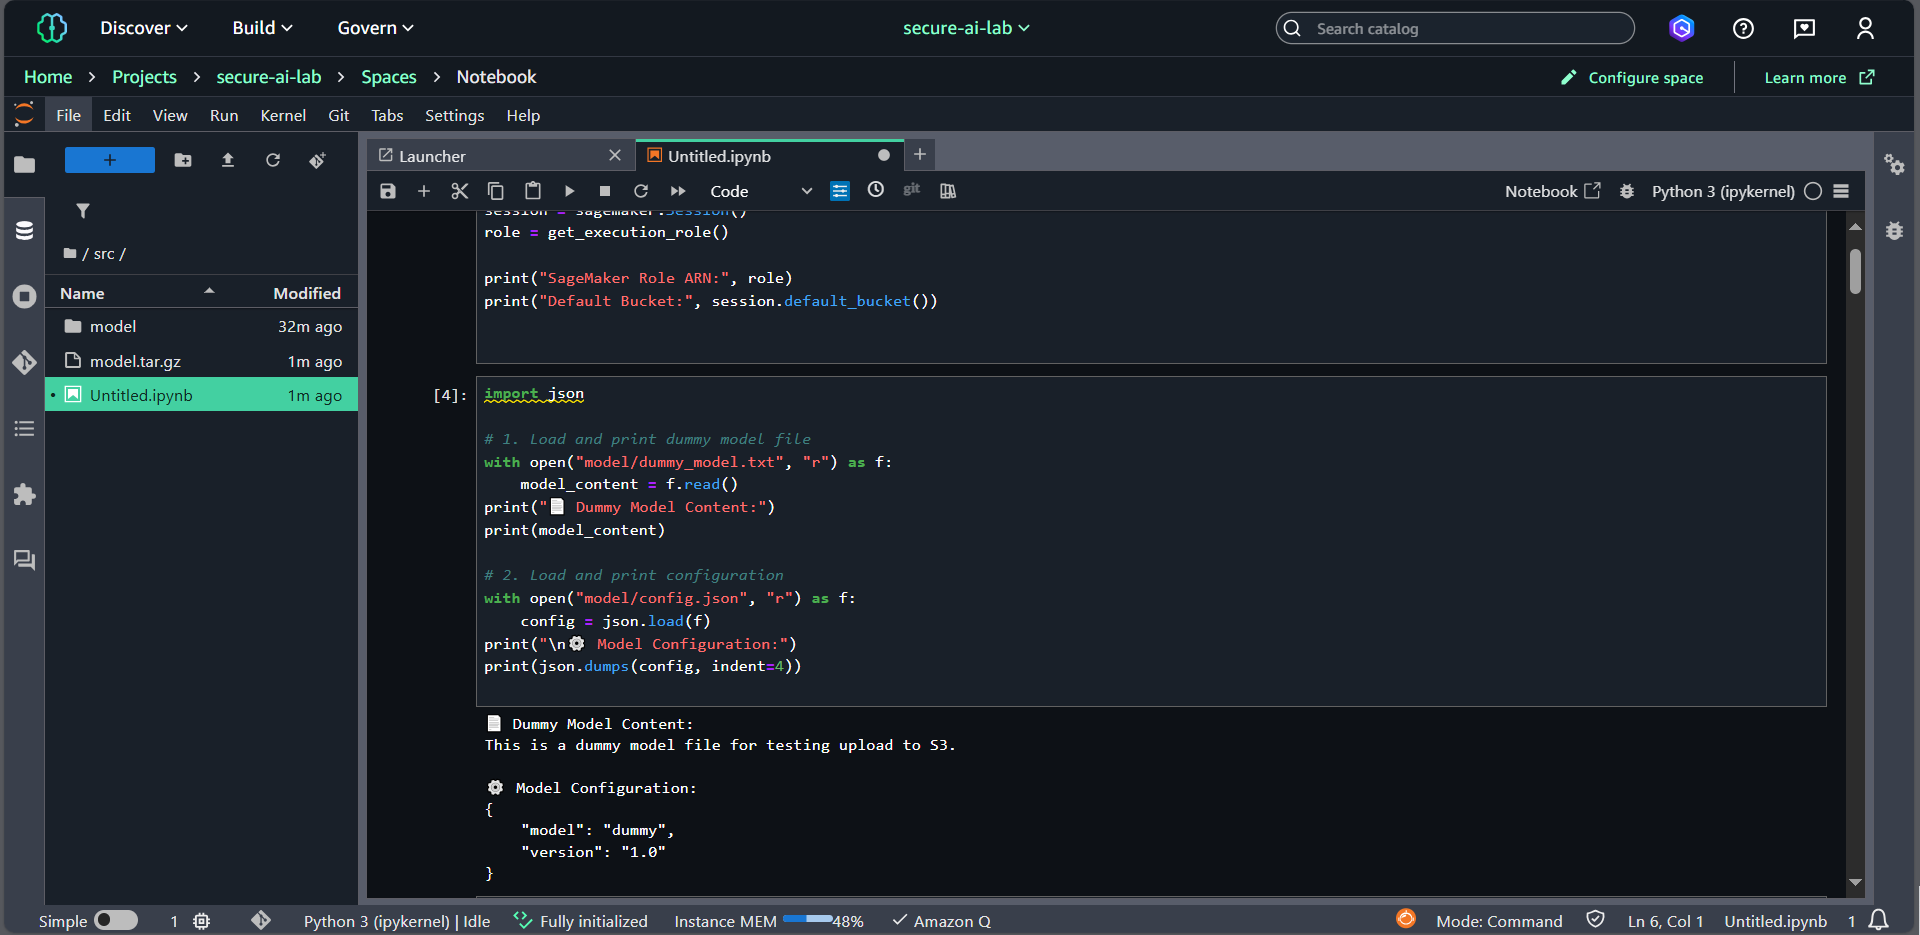 Discover Build Govern secure-ai-lab Search catalog
Home > Projects > secure-ai-lab > Spaces > Notebook Configure space Learn more
File Edit View Run Kernel Git Tabs Settings Help
Launcher Untitled.ipynb
Code git Notebook Python 3 (ipykernel)
/ src /
Name Modified
model 32m ago
model.tar.gz 1m ago
Untitled.ipynb 1m ago
session = sagemaker.Session()
role = get_execution_role()
print("SageMaker Role ARN:", role)
print("Default Bucket:", session.default_bucket())
[4]: import json
# 1. Load and print dummy model file
with open("model/dummy_model.txt", "r") as f:
    model_content = f.read()
print("📄 Dummy Model Content:")
print(model_content)
# 2. Load and print configuration
with open("model/config.json", "r") as f:
    config = json.load(f)
print("\n⚙️ Model Configuration:")
print(json.dumps(config, indent=4))
📄 Dummy Model Content:
This is a dummy model file for testing upload to S3.
⚙️ Model Configuration:
{
    "model": "dummy",
    "version": "1.0"
}
Simple 1 Python 3 (ipykernel) | Idle Fully initialized Instance MEM 48% Amazon Q Mode: Command Ln 6, Col 1 Untitled.ipynb 1